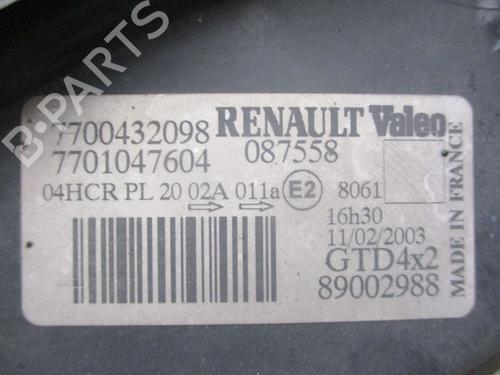 B-PARTS
7700432098 RENAULT Valeo
7701047604 087558
04HCR PL 20 02A 011a E2 8061
16h30
11/02/2003
GTD4x2
89002988
MADE IN FRANCE